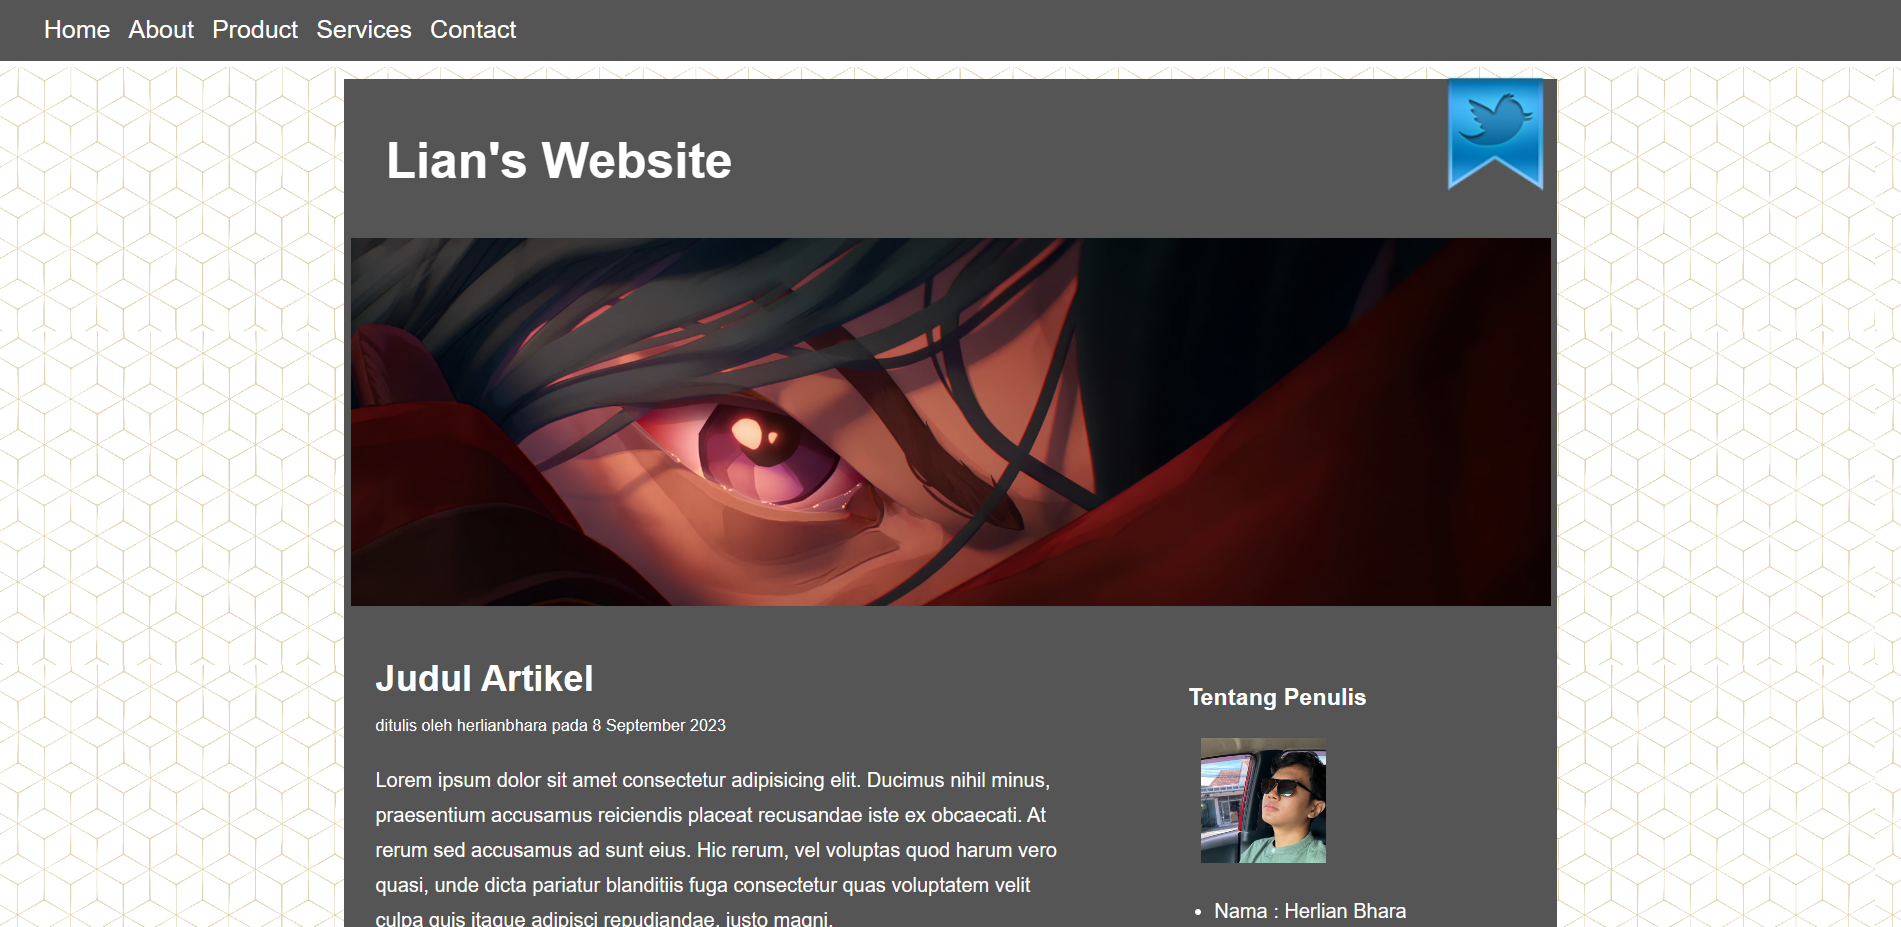 Home About Product Services Contact
Lian's Website
Judul Artikel
ditulis oleh herlianbhara pada 8 September 2023
Lorem ipsum dolor sit amet consectetur adipisicing elit. Ducimus nihil minus,
praesentium accusamus reiciendis placeat recusandae iste ex obcaecati. At
rerum sed accusamus ad sunt eius. Hic rerum, vel voluptas quod harum vero
quasi, unde dicta pariatur blanditiis fuga consectetur quas voluptatem velit
culpa quis itaque adipisci repudiandae, iusto magni.
Tentang Penulis
Nama : Herlian Bhara